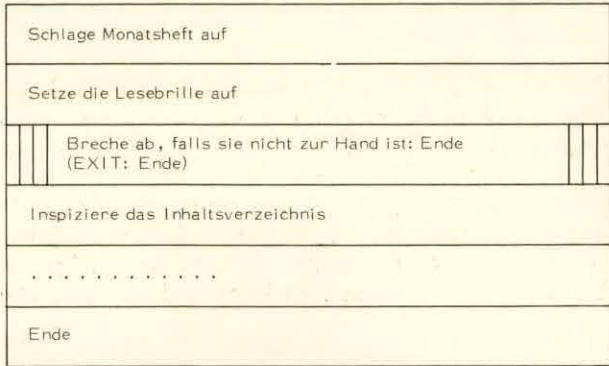 Schlage Monatsheft auf
Setze die Lesebrille auf
Breche ab, falls sie nicht zur Hand ist: Ende
(EXIT: Ende)
Inspiziere das Inhaltsverzeichnis
. . . . . . . . . . . .
Ende